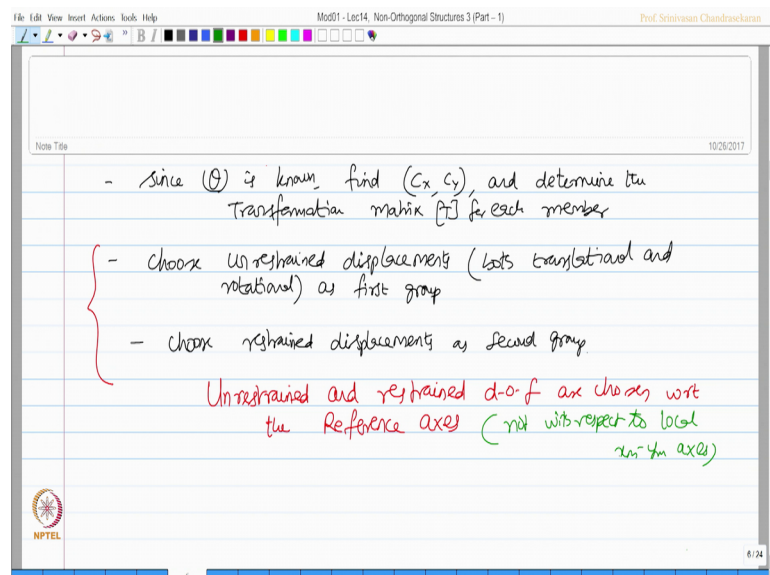 File Edit View Insert Actions Tools Help
Mod01 - Lec14, Non-Orthogonal Structures 3 (Part – 1)
Prof. Srinivasan Chandrasekaran
B I
Note Title
10/26/2017
- Since (θ) is known, find (Cx, Cy), and determine the
Transformation matrix [T] for each member
- Choose unrestrained displacements (both translational and
rotational) as first group
- Choose restrained displacements as second group.
Unrestrained and restrained d-o-f are chosen wrt
the Reference axes (not with respect to local
xm-ym axes)
NPTEL
6/24